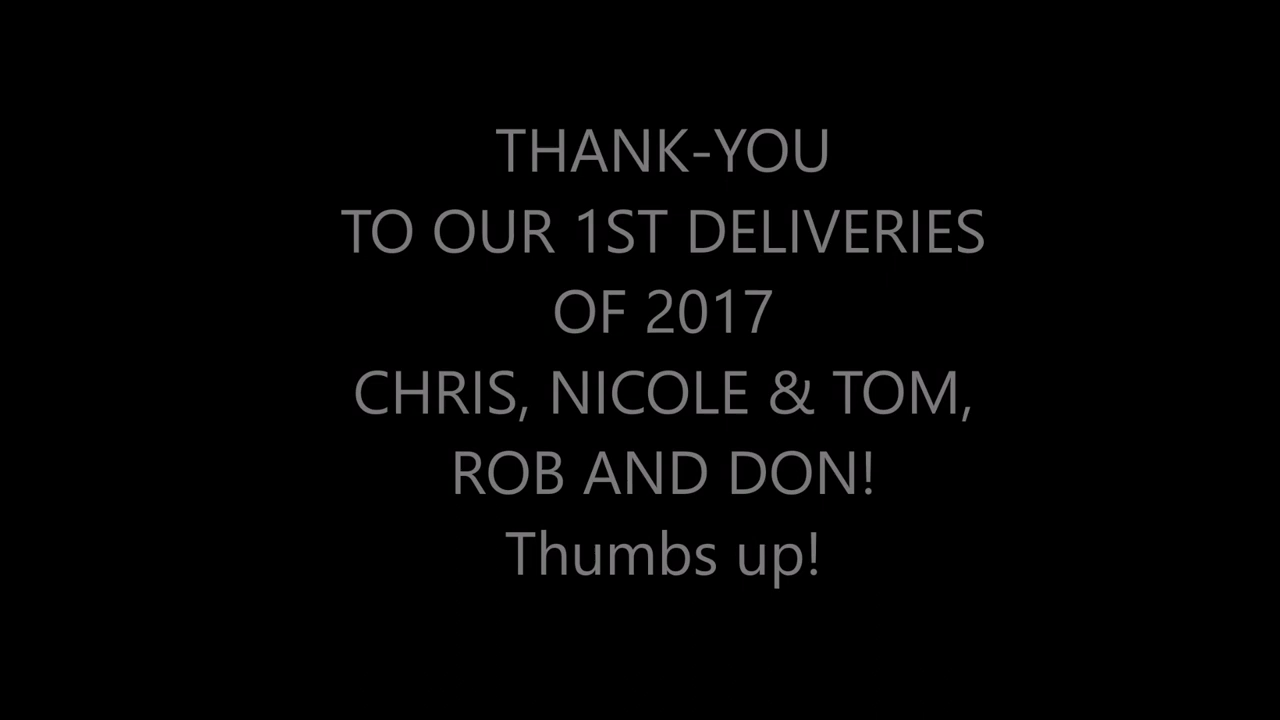 THANK-YOU
TO OUR 1ST DELIVERIES
OF 2017
CHRIS, NICOLE & TOM,
ROB AND DON!
Thumbs up!